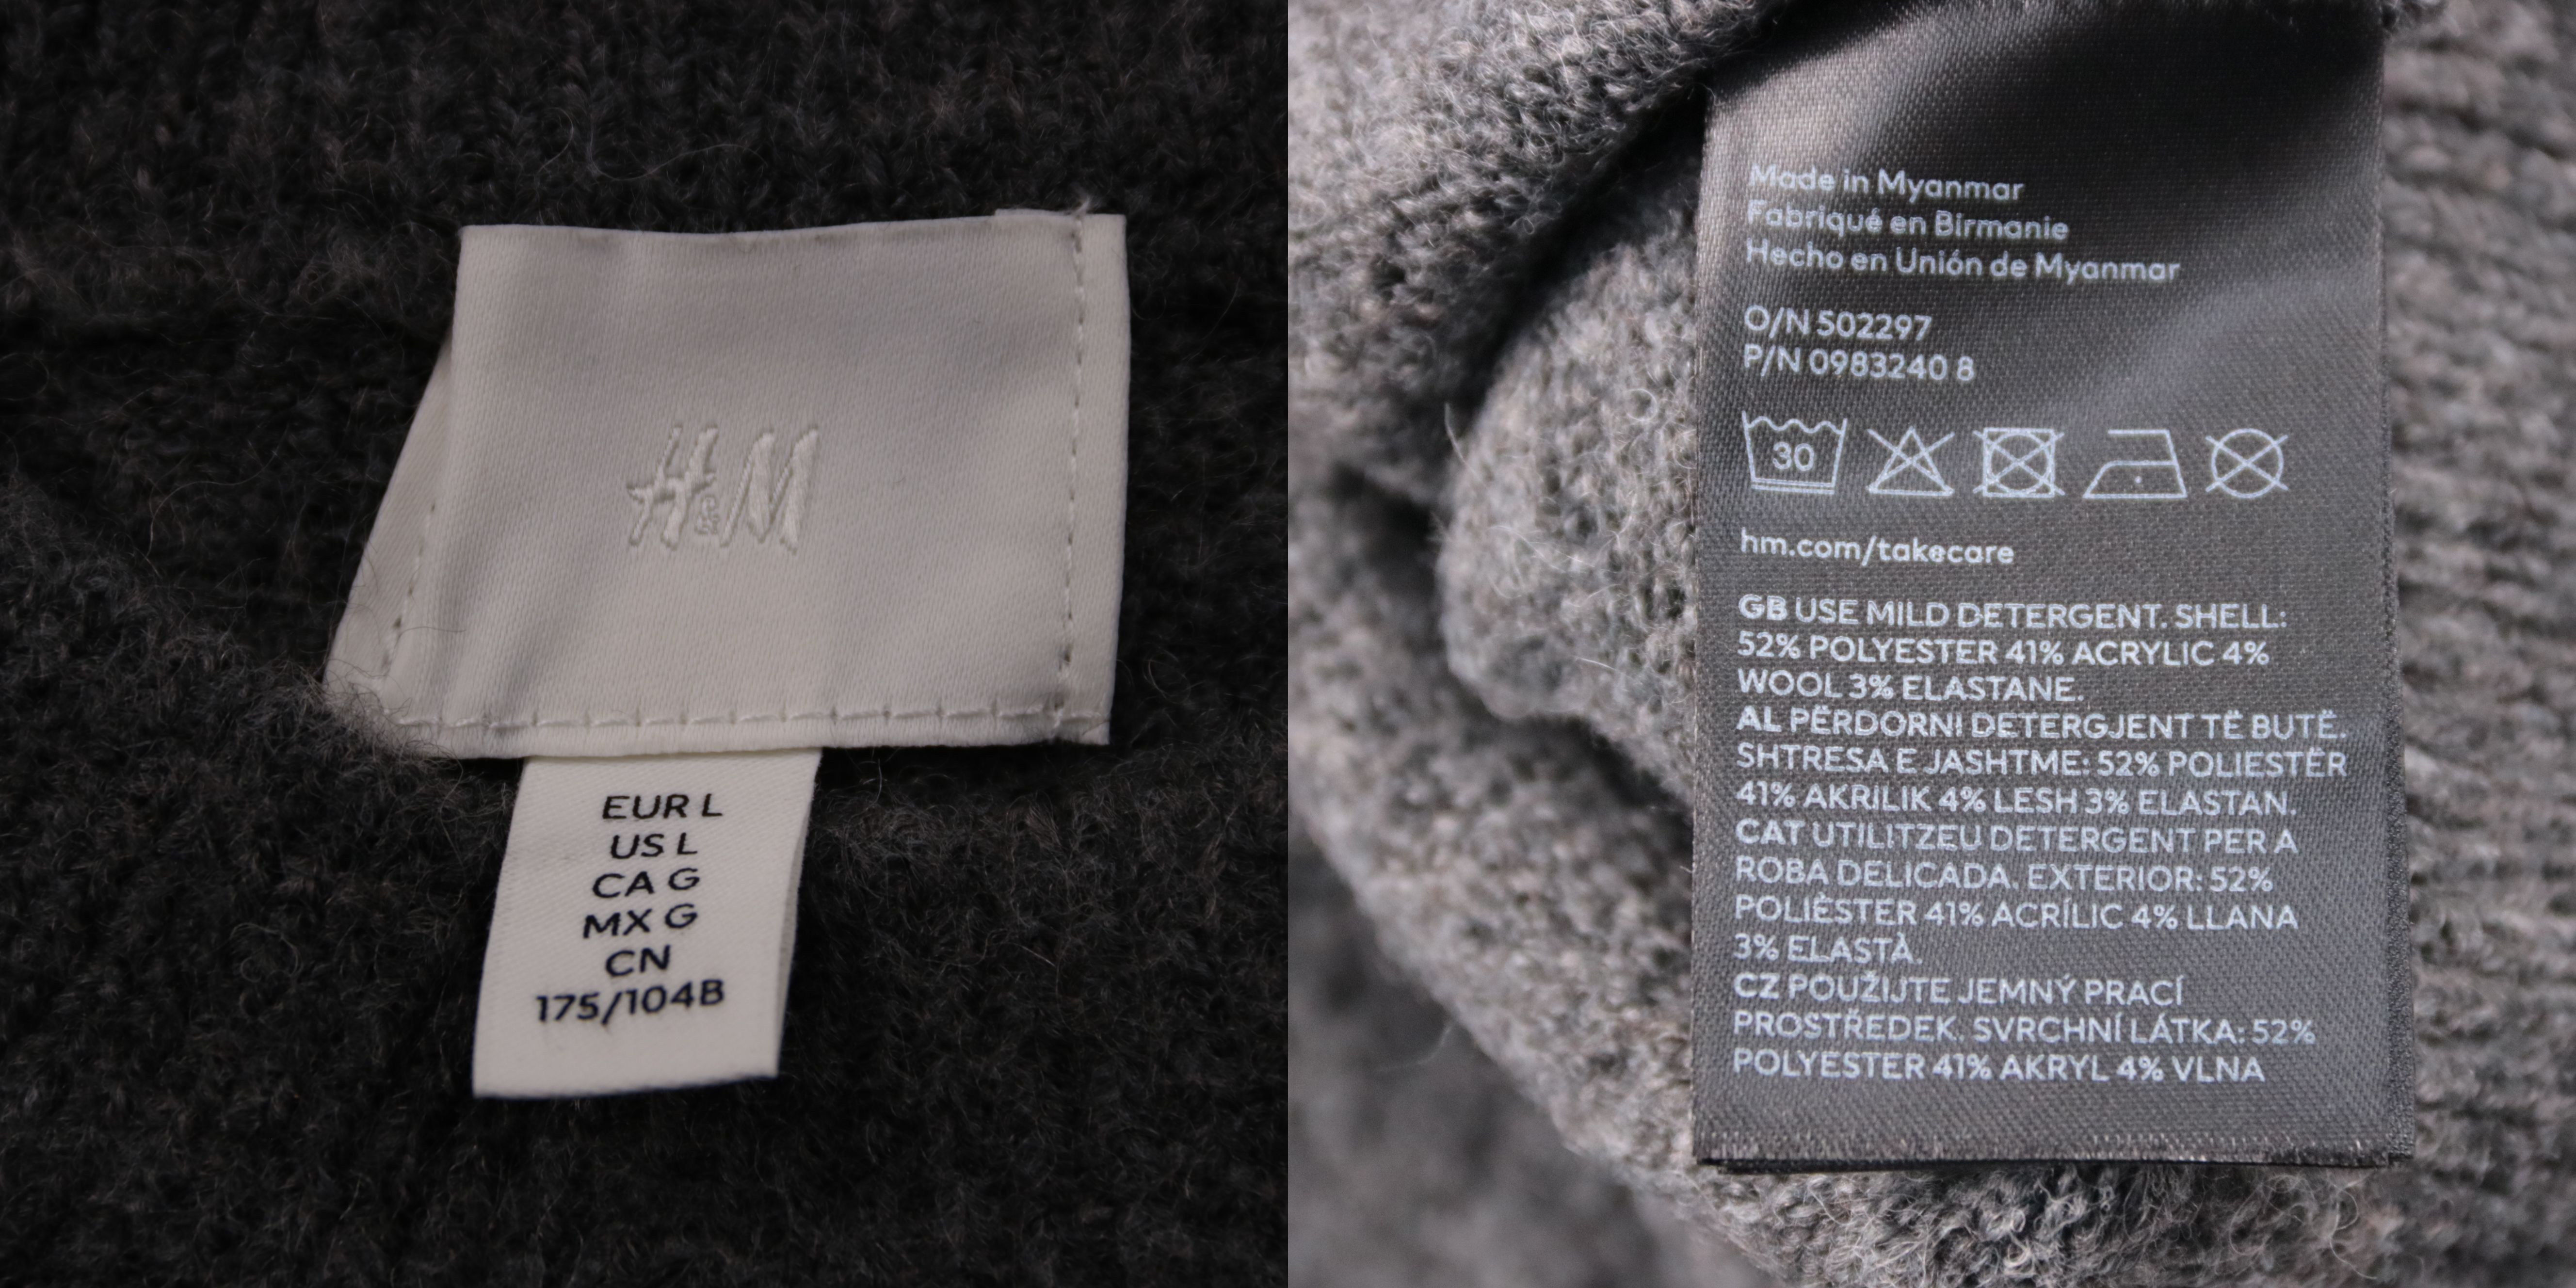 H&M
EUR L
US L
CA G
MX G
CN
175/104B
Made in Myanmar
Fabriqué en Birmanie
Hecho en Unión de Myanmar
O/N 502297
P/N 0983240 8
30
hm.com/takecare
GB USE MILD DETERGENT. SHELL:
52% POLYESTER 41% ACRYLIC 4%
WOOL 3% ELASTANE.
AL PËRDORNI DETERGJENT TË BUTË.
SHTRESA E JASHTME: 52% POLIESTËR
41% AKRILIK 4% LESH 3% ELASTAN.
CAT UTILITZEU DETERGENT PER A
ROBA DELICADA. EXTERIOR: 52%
POLIÈSTER 41% ACRÍLIC 4% LLANA
3% ELASTÀ.
CZ POUŽIJTE JEMNÝ PRACÍ
PROSTŘEDEK. SVRCHNÍ LÁTKA: 52%
POLYESTER 41% AKRYL 4% VLNA